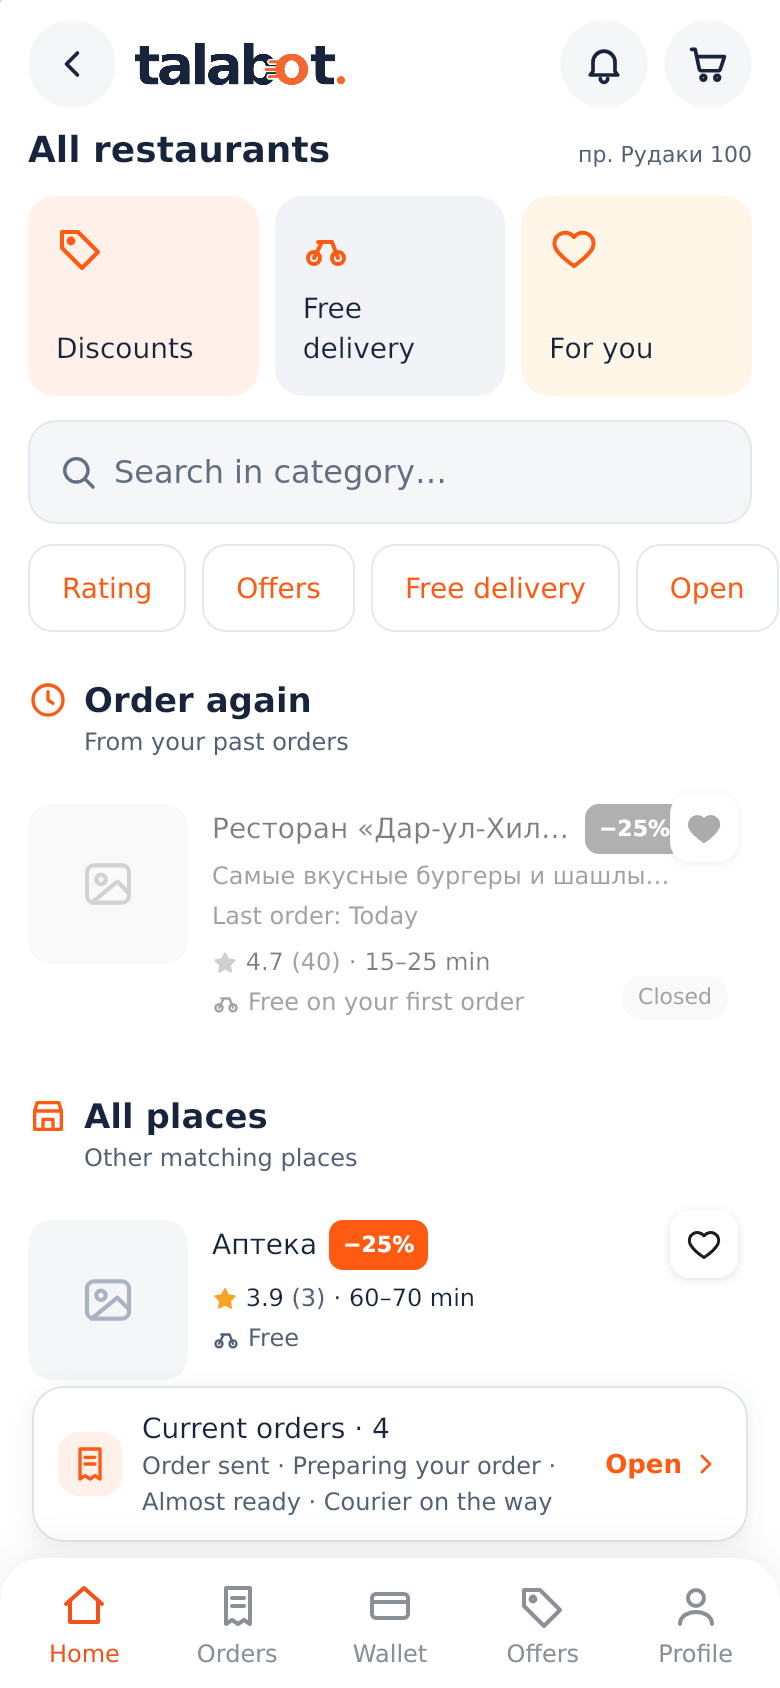 talabot.
All restaurants
пр. Рудаки 100
Discounts
Free
delivery
For you
Search in category...
Rating
Offers
Free delivery
Open
Order again
From your past orders
Ресторан «Дар-ул-Хил...
−25%
Самые вкусные бургеры и шашлы...
Last order: Today
4.7 (40) · 15–25 min
Free on your first order
Closed
All places
Other matching places
Аптека
−25%
3.9 (3) · 60–70 min
Free
Current orders · 4
Order sent · Preparing your order ·
Almost ready · Courier on the way
Open
Home
Orders
Wallet
Offers
Profile